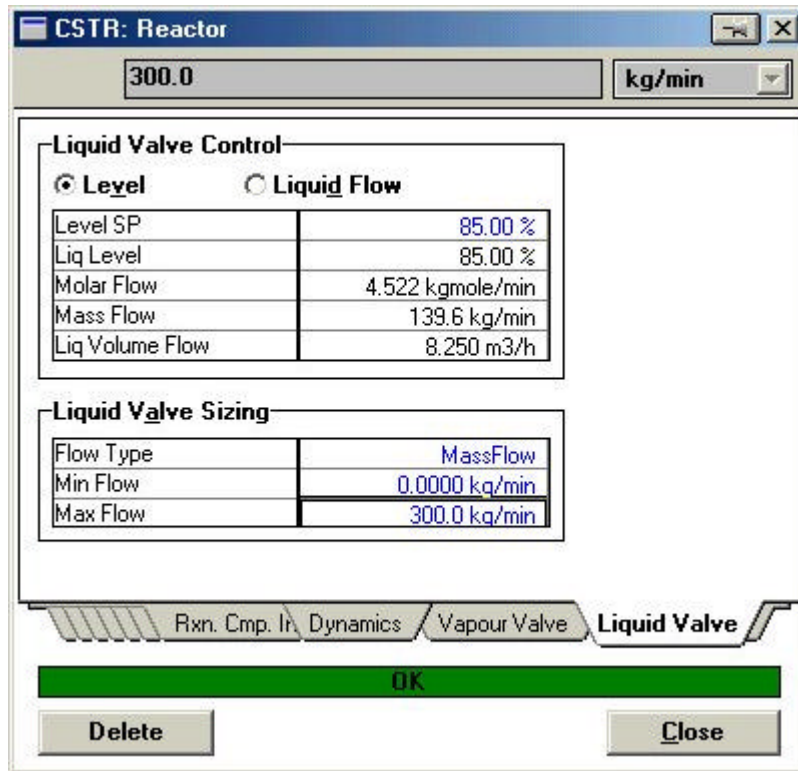 CSTR: Reactor
300.0 kg/min
Liquid Valve Control
Level Liquid Flow
Level SP 85.00 %
Liq Level 85.00 %
Molar Flow 4.522 kgmole/min
Mass Flow 139.6 kg/min
Liq Volume Flow 8.250 m3/h
Liquid Valve Sizing
Flow Type MassFlow
Min Flow 0.0000 kg/min
Max Flow 300.0 kg/min
Rxn. Cmp. In Dynamics Vapour Valve Liquid Valve
OK
Delete Close